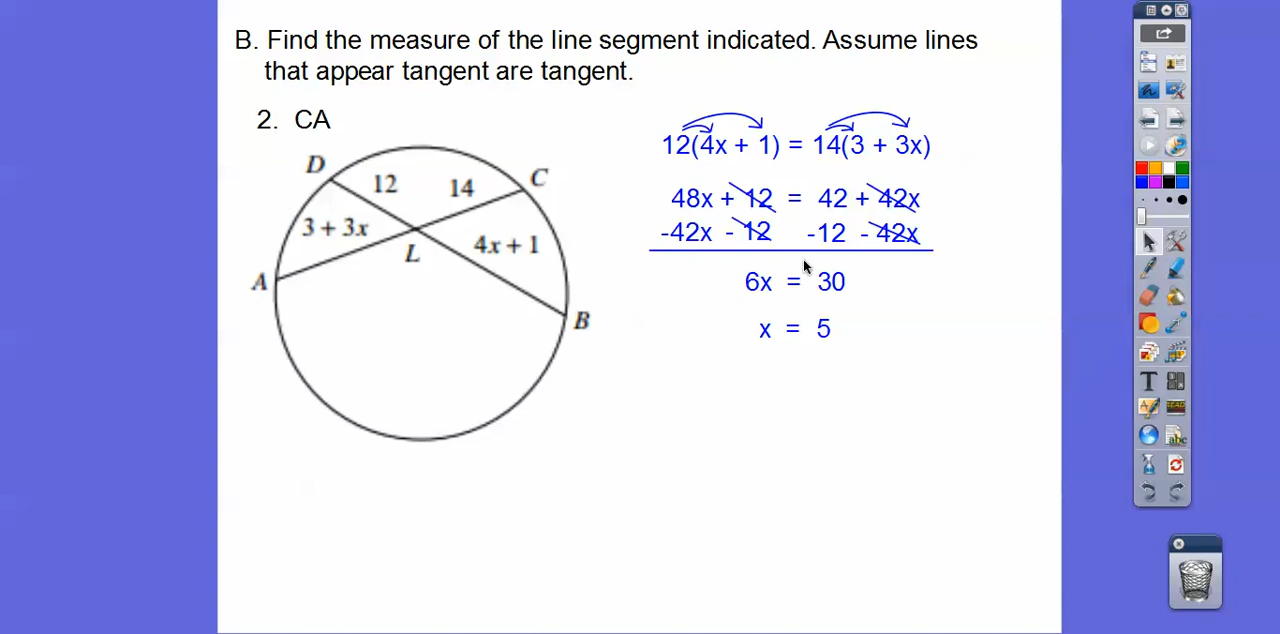 B. Find the measure of the line segment indicated. Assume lines
that appear tangent are tangent.
2. CA
12(4x + 1) = 14(3 + 3x)
48x + 12 = 42 + 42x
-42x - 12 -12 - 42x
6x = 30
x = 5
D
12
14
C
3 + 3x
L
4x + 1
A
B
T
abc